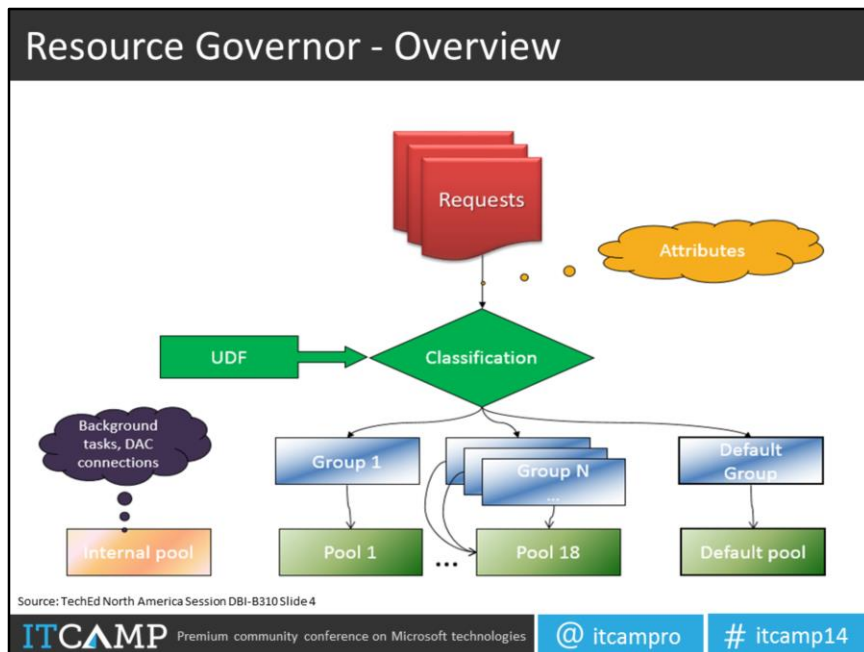 Resource Governor - Overview
Requests
Attributes
UDF
Classification
Background
tasks, DAC
connections
Group 1
Group N
...
Default
Group
Internal pool
Pool 1
...
Pool 18
Default pool
Source: TechEd North America Session DBI-B310 Slide 4
ITCAMP Premium community conference on Microsoft technologies
@ itcampro
# itcamp14